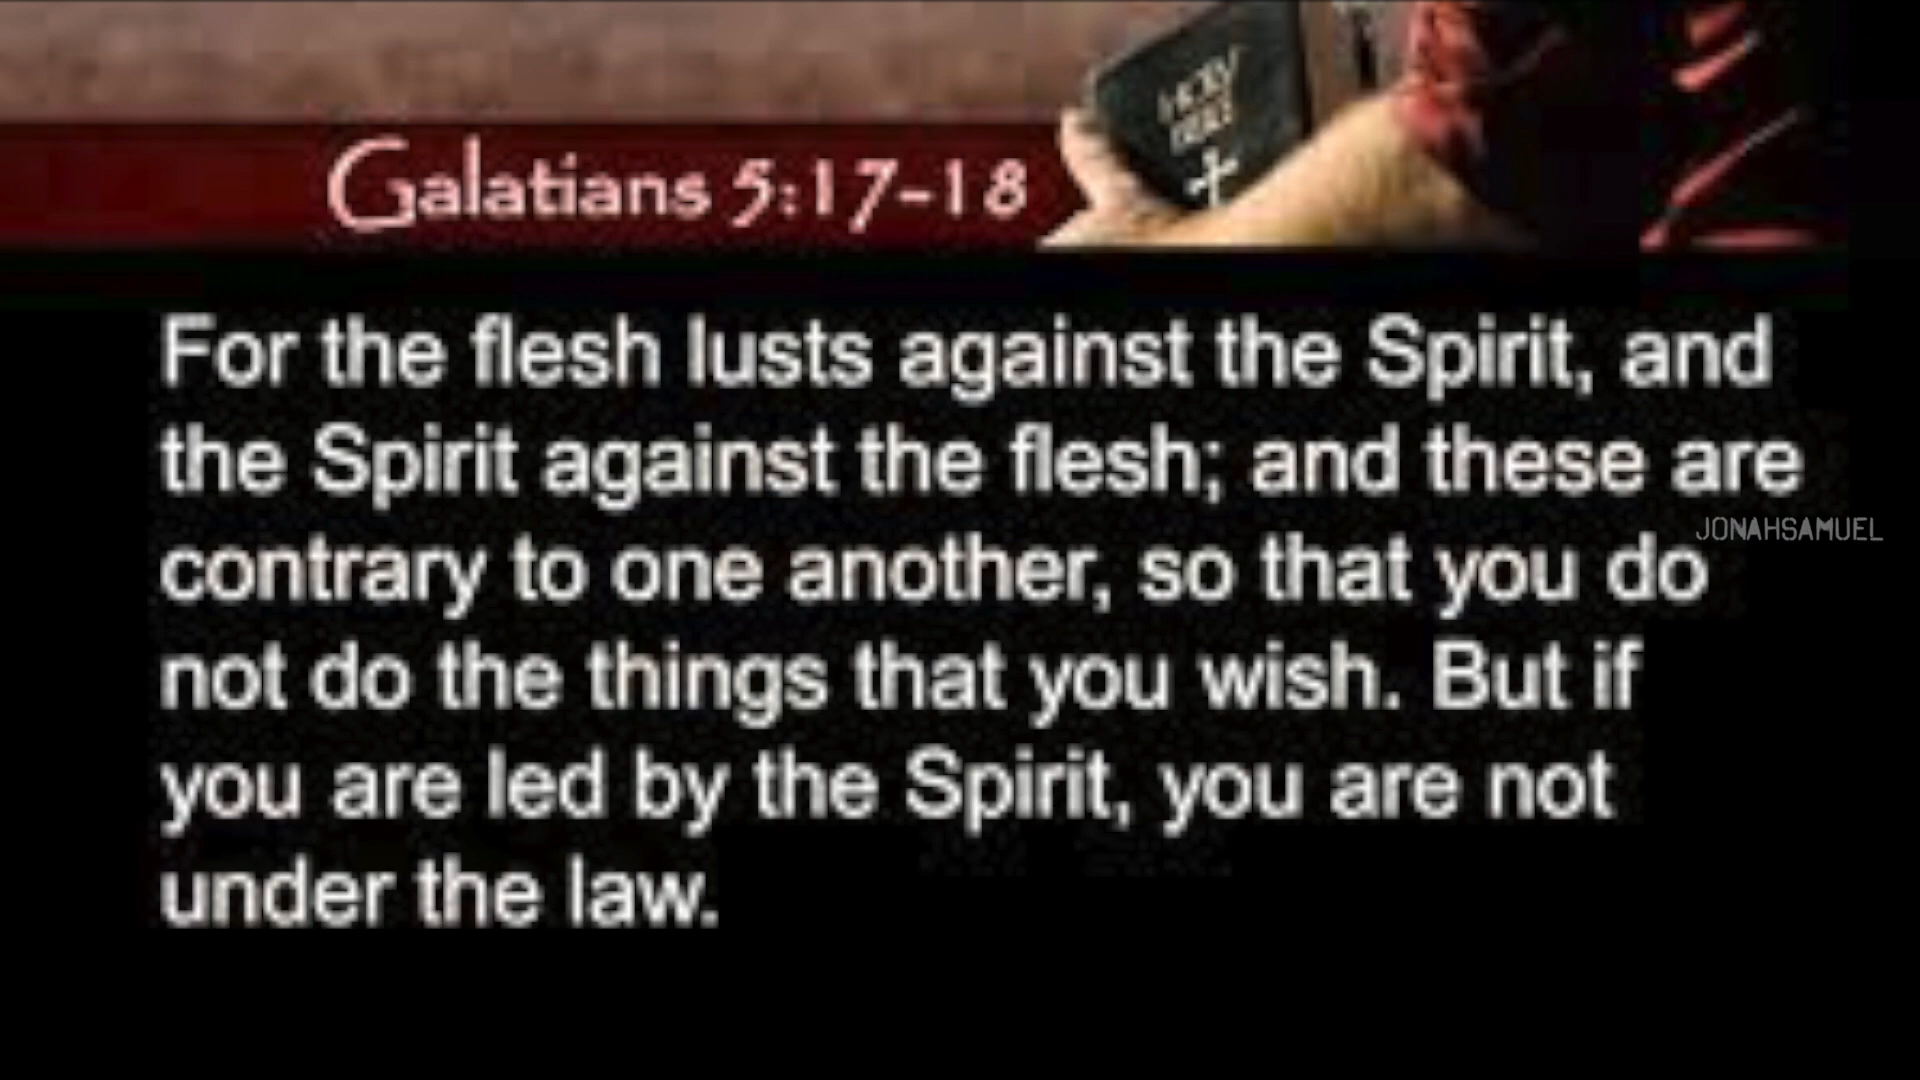 HOLY
BIBLE
Galatians 5:17-18
For the flesh lusts against the Spirit, and
the Spirit against the flesh; and these are
JONAHSAMUEL
contrary to one another, so that you do
not do the things that you wish. But if
you are led by the Spirit, you are not
under the law.